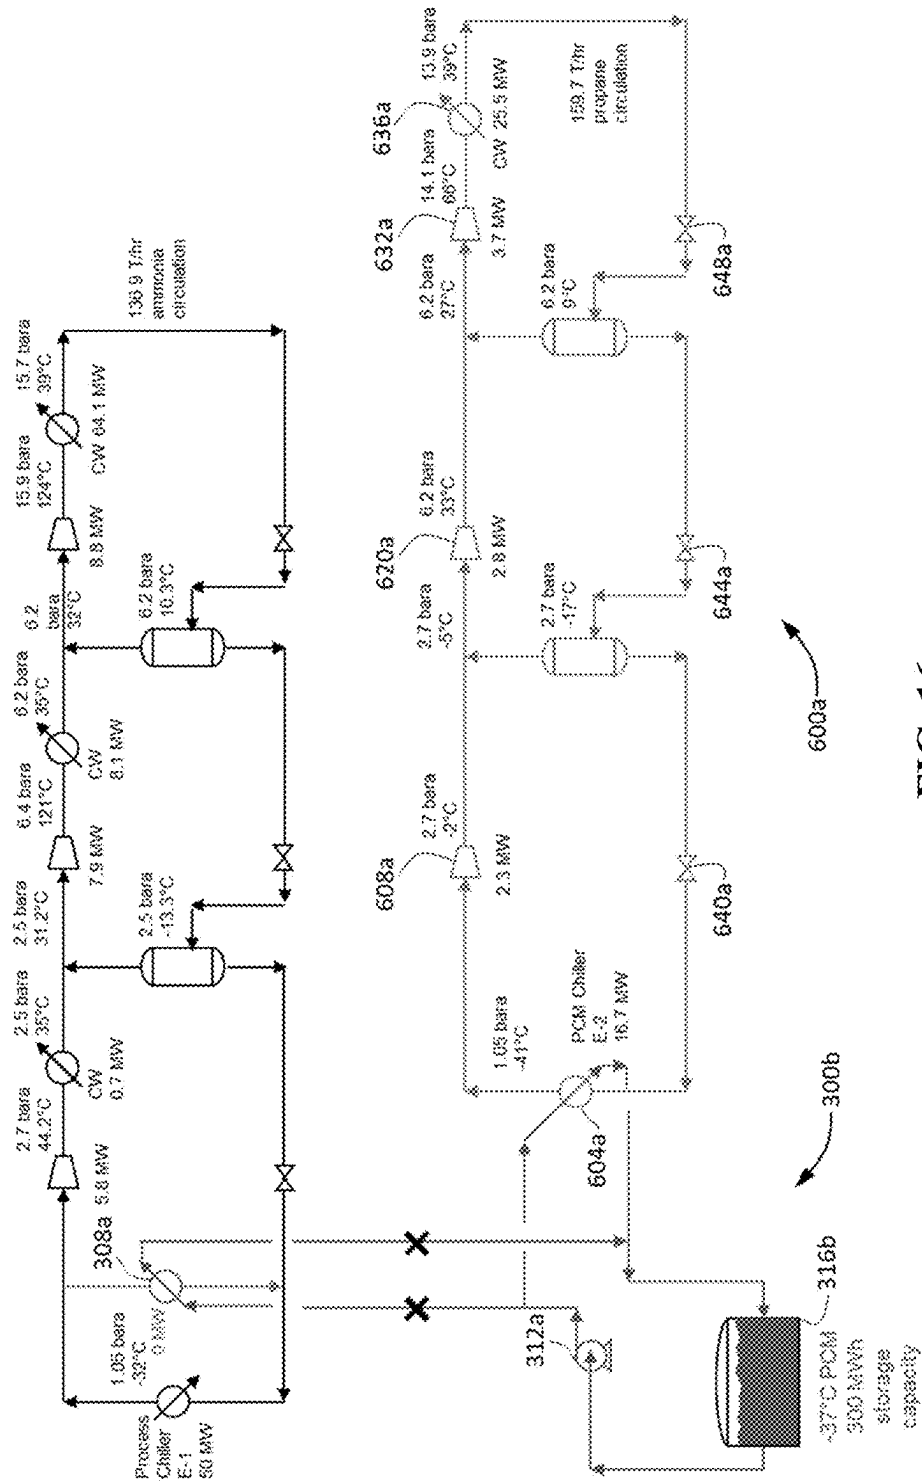 Process
Chiller
E-1
50 MW
1.05 bara
-32°C
0 MW
308a
5.8 MW
2.7 bara
44.2°C
CW
0.7 MW
2.5 bara
35°C
2.5 bara
31.2°C
2.5 bara
-13.3°C
7.9 MW
6.4 bara
121°C
CW
8.1 MW
6.2 bara
35°C
6.2
bara
32°C
6.2 bara
10.3°C
8.8 MW
15.9 bara
124°C
CW 64.1 MW
15.7 bara
39°C
136.9 T/hr
ammonia
circulation
1.05 bara
-41°C
PCM Chiller
E-2
16.7 MW
604a
608a
2.3 MW
2.7 bara
-2°C
2.7 bara
-5°C
2.7 bara
-17°C
620a
2.8 MW
6.2 bara
33°C
6.2 bara
27°C
6.2 bara
9°C
632a
3.7 MW
14.1 bara
66°C
636a
CW 25.5 MW
13.9 bara
39°C
159.7 T/hr
propane
circulation
640a
644a
648a
312a
316b
-37°C PCM
300 MWh
storage
capacity
300b
600a